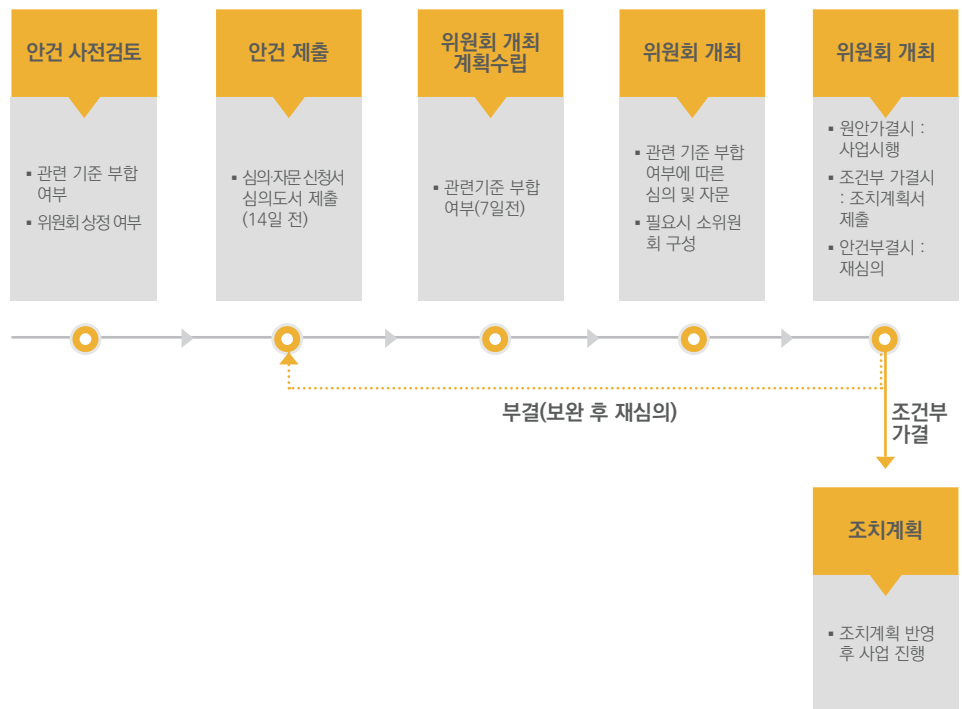 안건 사전검토
▪ 관련 기준 부합
여부
▪ 위원회 상정 여부
안건 제출
▪ 심의·자문 신청서
심의도서 제출
(14일 전)
위원회 개최
계획수립
▪ 관련기준 부합
여부(7일전)
위원회 개최
▪ 관련 기준 부합
여부에 따른
심의 및 자문
▪ 필요시 소위원
회 구성
위원회 개최
▪ 원안가결시 :
사업시행
▪ 조건부 가결시
: 조치계획서
제출
▪ 안건부결시 :
재심의
부결(보완 후 재심의)
조건부
가결
조치계획
▪ 조치계획 반영
후 사업 진행